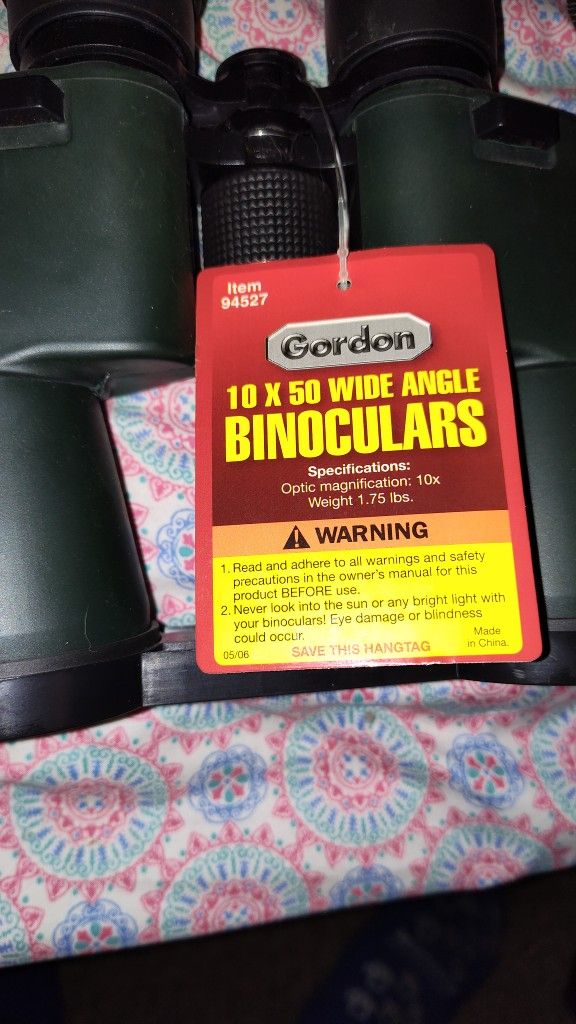 Item
94527
Gordon
10 X 50 WIDE ANGLE
BINOCULARS
Specifications:
Optic magnification: 10x
Weight 1.75 lbs.
WARNING
1. Read and adhere to all warnings and safety
precautions in the owner's manual for this
product BEFORE use.
2. Never look into the sun or any bright light with
your binoculars! Eye damage or blindness
could occur.
Made
in China.
05/06
SAVE THIS HANGTAG